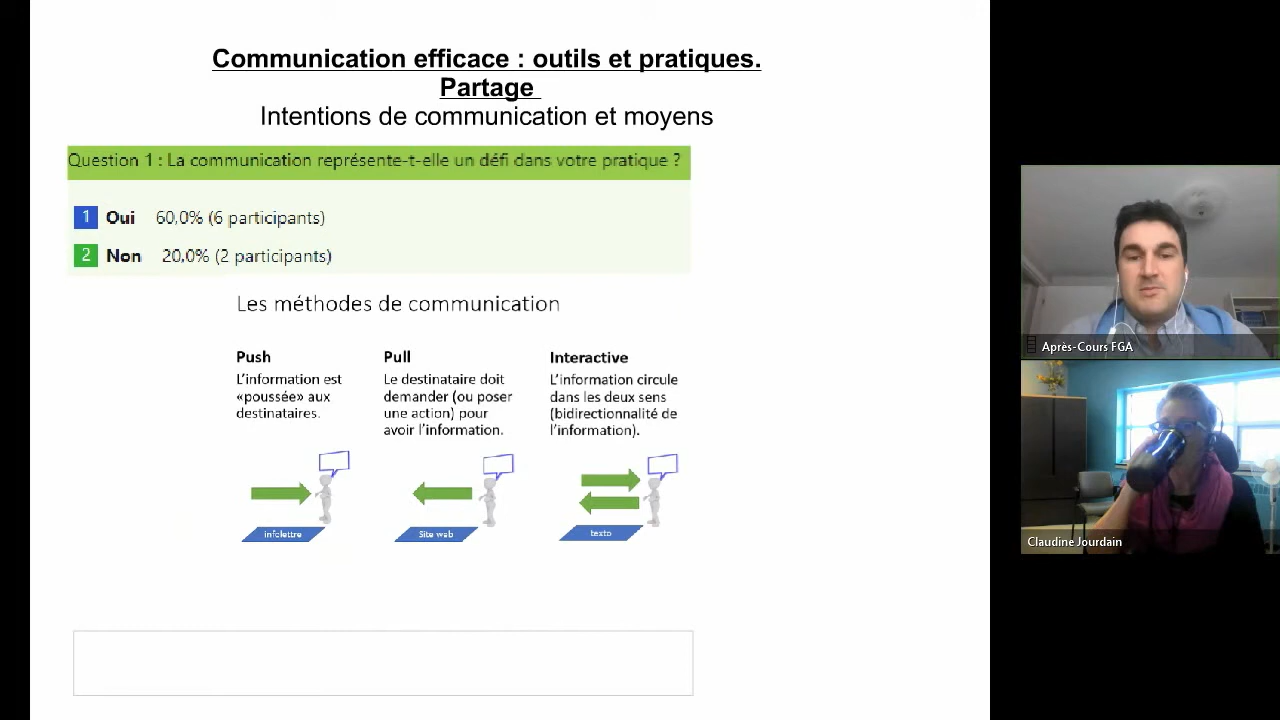 Communication efficace : outils et pratiques.
Partage
Intentions de communication et moyens
Question 1 : La communication représente-t-elle un défi dans votre pratique ?
1 Oui 60,0% (6 participants)
2 Non 20,0% (2 participants)
Les méthodes de communication
Push
L'information est
«poussée» aux
destinataires.
infolettre
Pull
Le destinataire doit
demander (ou poser
une action) pour
avoir l'information.
Site web
Interactive
L'information circule
dans les deux sens
(bidirectionnalité de
l'information).
texto
Après-Cours FGA
Claudine Jourdain